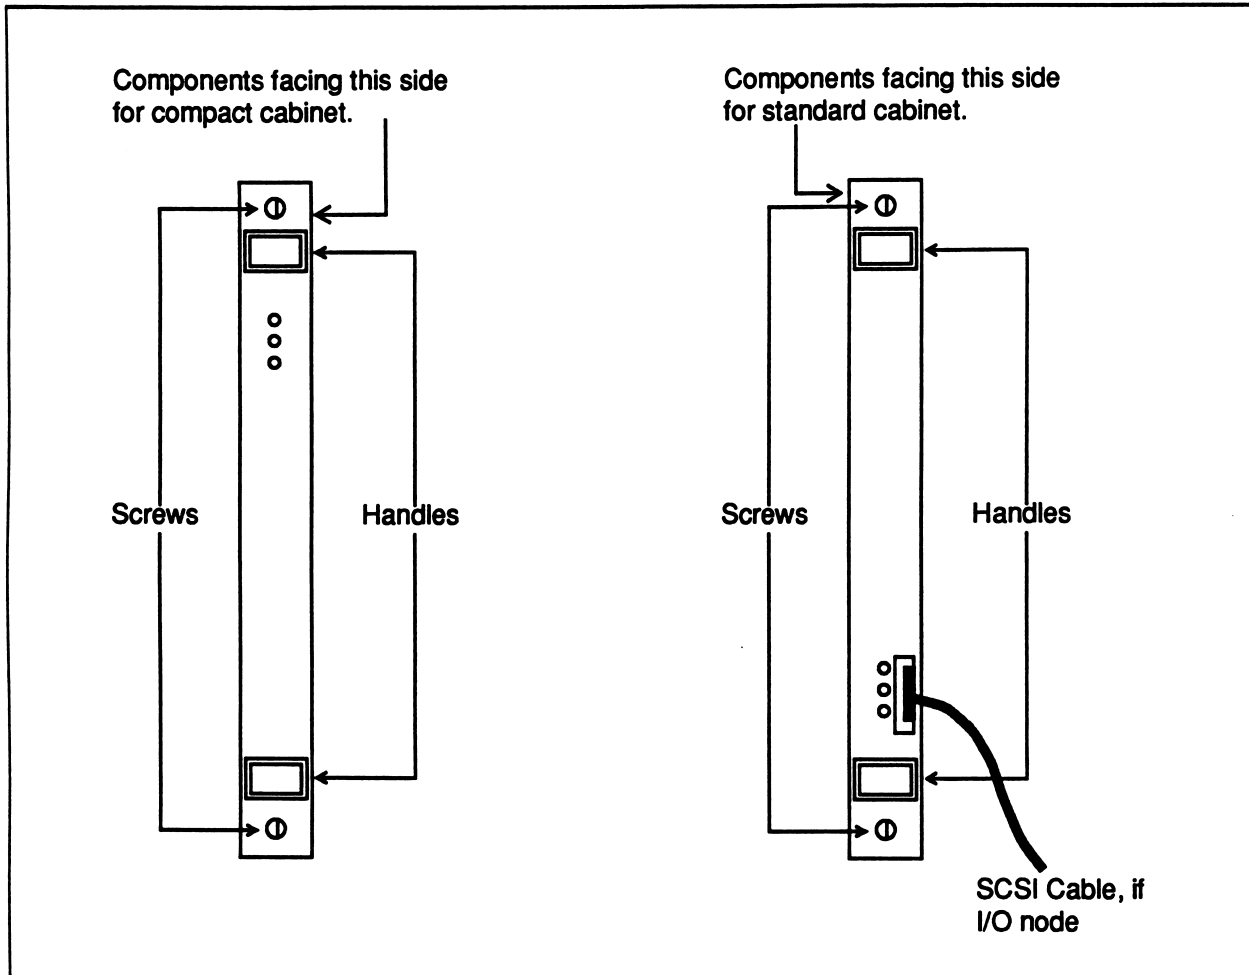 Components facing this side
for compact cabinet.
Components facing this side
for standard cabinet.
Screws
Handles
Screws
Handles
SCSI Cable, if
I/O node